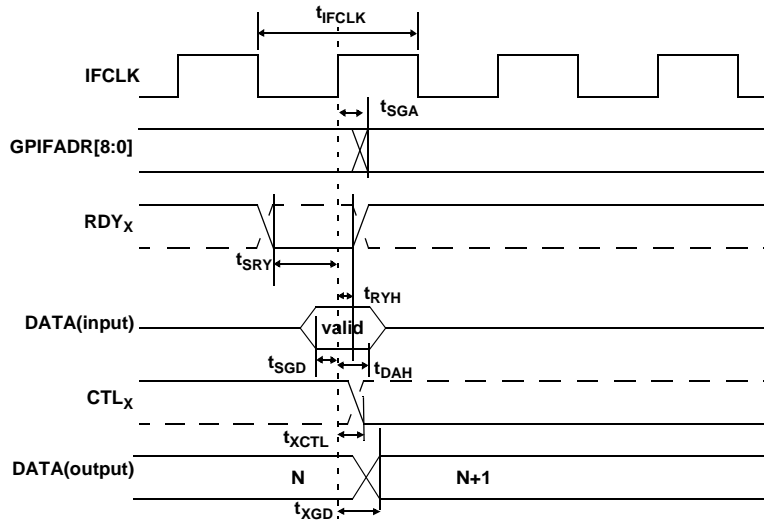 tIFCLK
IFCLK
tSGA
GPIFADR[8:0]
RDYX
tSRY
tRYH
DATA(input)
valid
tSGD
tDAH
CTLX
tXCTL
DATA(output)
N
N+1
tXGD